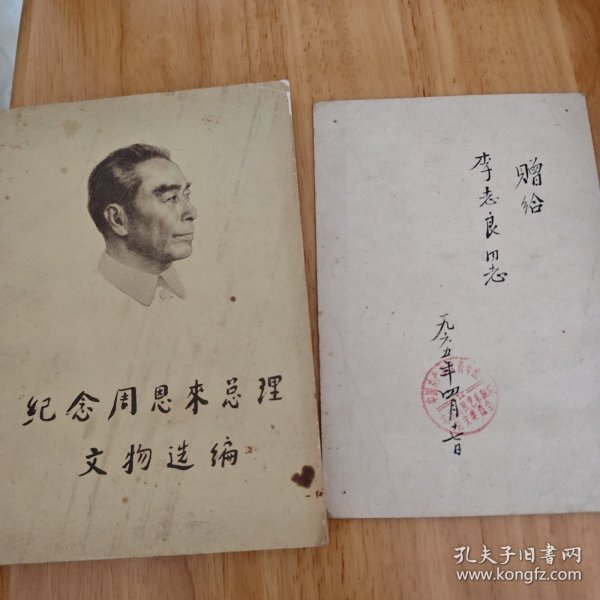 纪念周恩来总理
文物选编
赠给
李志良同志
一九六五年四月十七日
孔夫子旧书网
www.kongfz.com